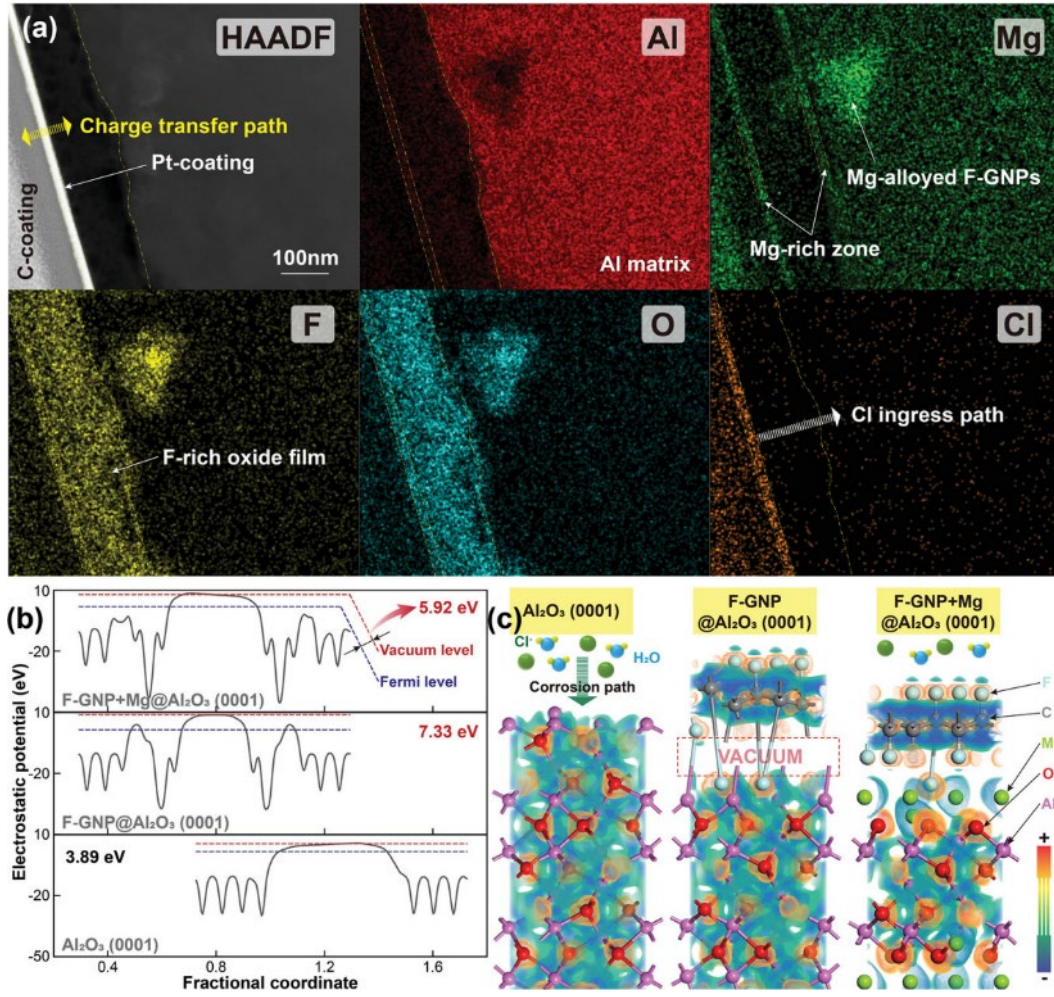 (a)
HAADF
Al
Mg
Charge transfer path
Pt-coating
C-coating
100nm
Al matrix
Mg-alloyed F-GNPs
Mg-rich zone
F
O
Cl
F-rich oxide film
Cl ingress path
(b)
Electrostatic potential (eV)
10
-20
5.92 eV
Vacuum level
Fermi level
F-GNP+Mg@Al₂O₃ (0001)
10
-20
7.33 eV
F-GNP@Al₂O₃ (0001)
10
3.89 eV
-20
Al₂O₃ (0001)
-50
0.4 0.8 1.2 1.6
Fractional coordinate
(c)
Al₂O₃ (0001)
Cl⁻
H₂O
Corrosion path
F-GNP
@Al₂O₃ (0001)
VACUUM
F-GNP+Mg
@Al₂O₃ (0001)
F
C
M
O
Al
+
-